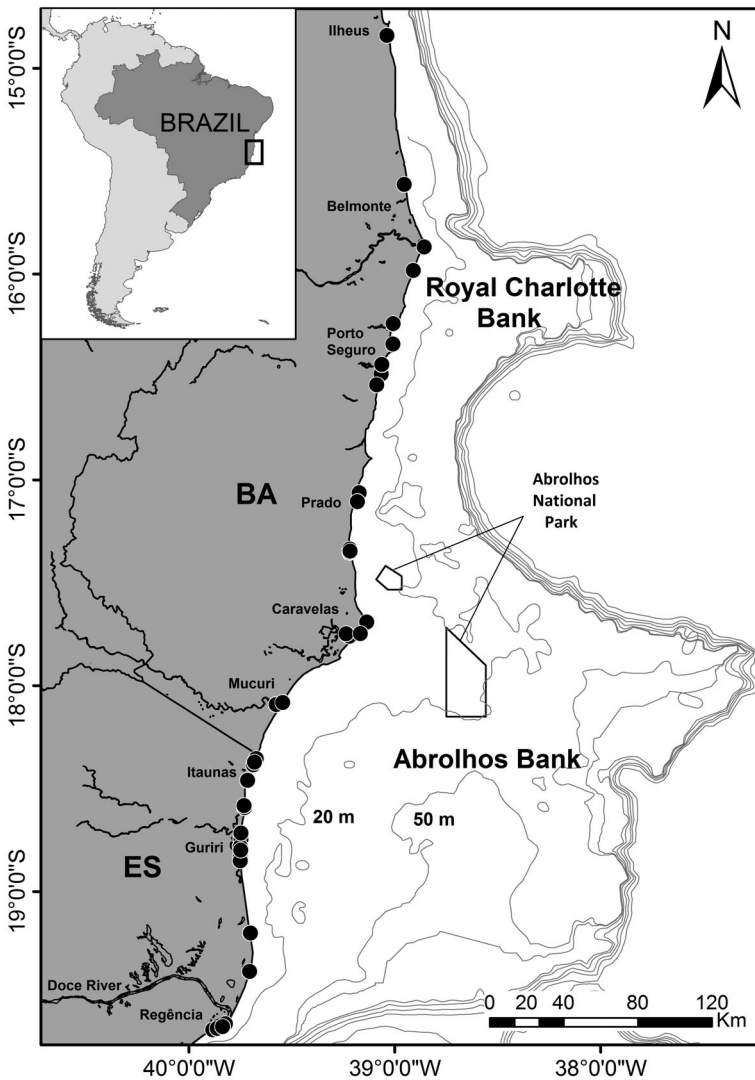 BRAZIL
N
15°0'0"S
16°0'0"S
17°0'0"S
18°0'0"S
19°0'0"S
Ilheus
Belmonte
Royal Charlotte
Bank
Porto
Seguro
Abrolhos
National
Park
BA
Prado
Caravelas
Mucuri
Abrolhos Bank
Itaunas
20 m
50 m
Guriri
ES
Doce River
Regência
0 20 40 80 120
Km
40°0'0"W
39°0'0"W
38°0'0"W